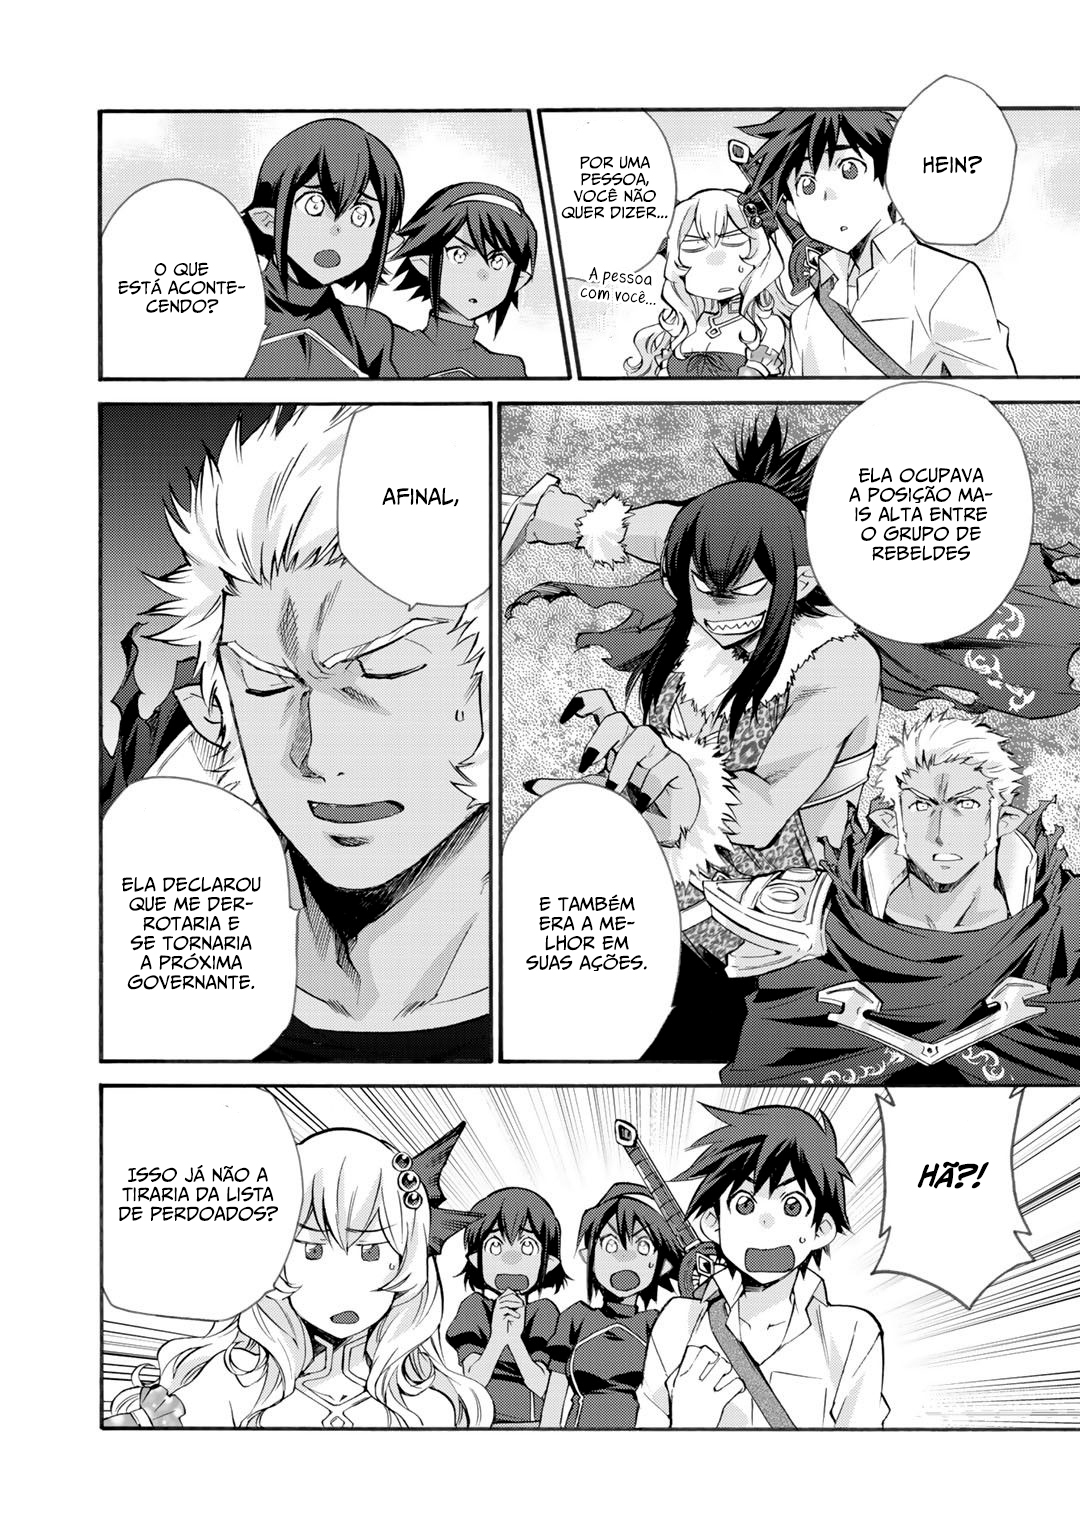 HEIN?
POR UMA
PESSOA,
VOCÊ NÃO
QUER DIZER...
A pessoa
com você...
O QUE
ESTÁ ACONTE-
CENDO?
ELA OCUPAVA
A POSIÇÃO MA-
IS ALTA ENTRE
O GRUPO DE
REBELDES
E TAMBÉM
ERA A ME-
LHOR EM
SUAS AÇÕES.
AFINAL,
ELA DECLAROU
QUE ME DER-
ROTARIA E
SE TORNARIA
A PRÓXIMA
GOVERNANTE.
HÃ?!
ISSO JÁ NÃO A
TIRARIA DA LISTA
DE PERDOADOS?